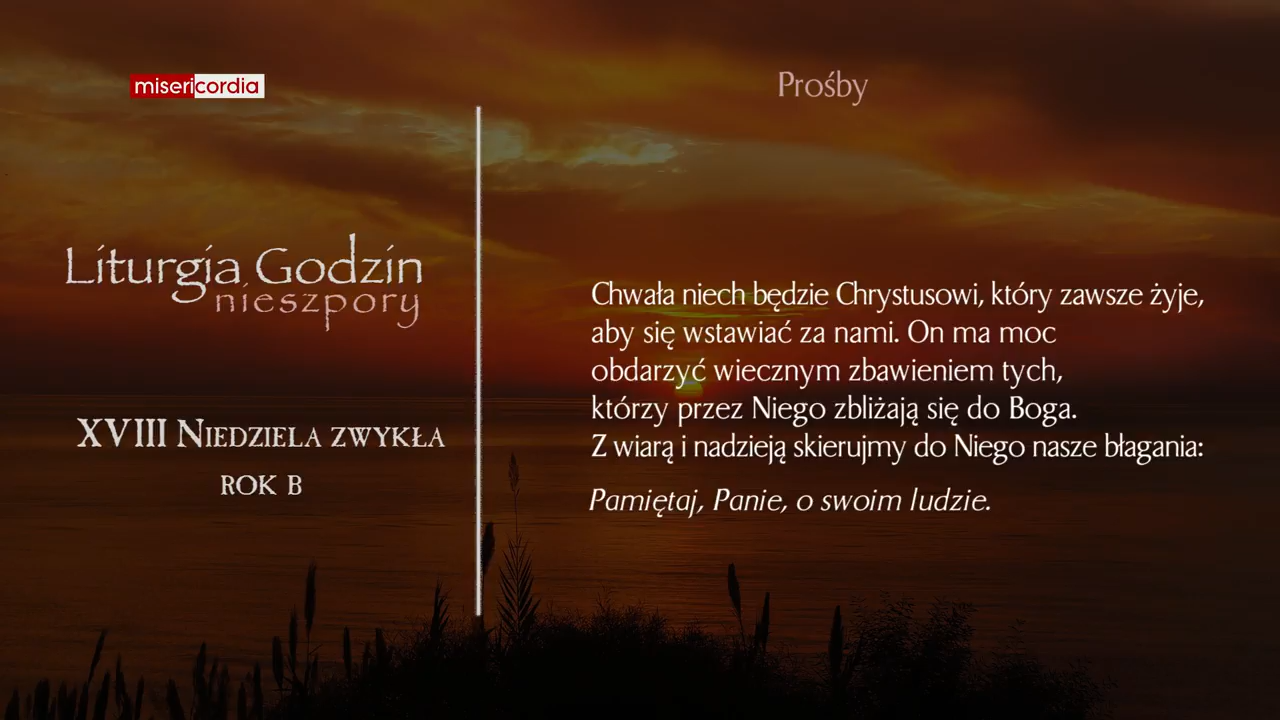 misericordia
Prośby
Liturgia Godzin
nieszpory
XVIII Niedziela zwykła
rok B
Chwała niech będzie Chrystusowi, który zawsze żyje,
aby się wstawiać za nami. On ma moc
obdarzyć wiecznym zbawieniem tych,
którzy przez Niego zbliżają się do Boga.
Z wiarą i nadzieją skierujmy do Niego nasze błagania:
Pamiętaj, Panie, o swoim ludzie.